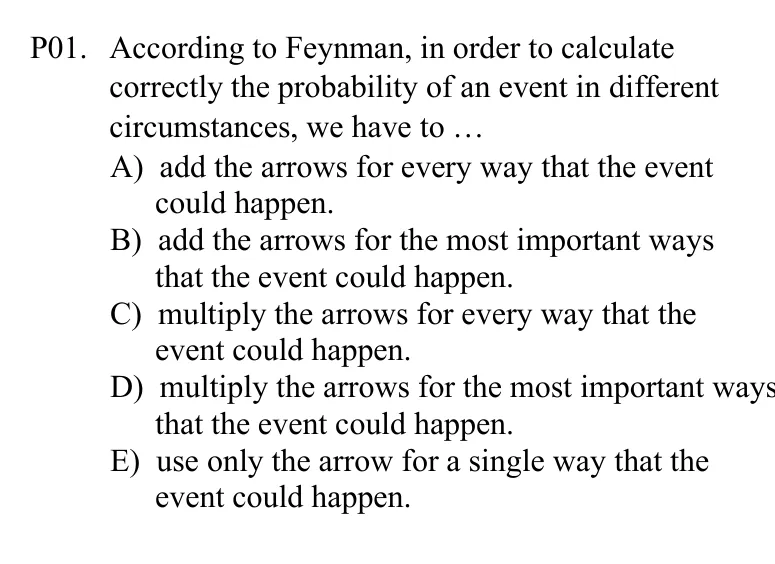 P01. According to Feynman, in order to calculate
correctly the probability of an event in different
circumstances, we have to …
A) add the arrows for every way that the event
could happen.
B) add the arrows for the most important ways
that the event could happen.
C) multiply the arrows for every way that the
event could happen.
D) multiply the arrows for the most important ways
that the event could happen.
E) use only the arrow for a single way that the
event could happen.